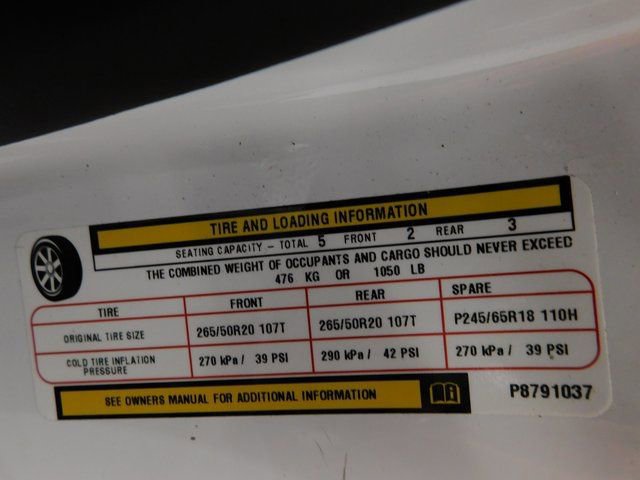 TIRE AND LOADING INFORMATION
SEATING CAPACITY - TOTAL 5 FRONT 2 REAR 3
THE COMBINED WEIGHT OF OCCUPANTS AND CARGO SHOULD NEVER EXCEED
476 KG OR 1050 LB
TIRE FRONT REAR SPARE
ORIGINAL TIRE SIZE 265/50R20 107T 265/50R20 107T P245/65R18 110H
COLD TIRE INFLATION PRESSURE 270 kPa / 39 PSI 290 kPa / 42 PSI 270 kPa / 39 PSI
SEE OWNERS MANUAL FOR ADDITIONAL INFORMATION
P8791037